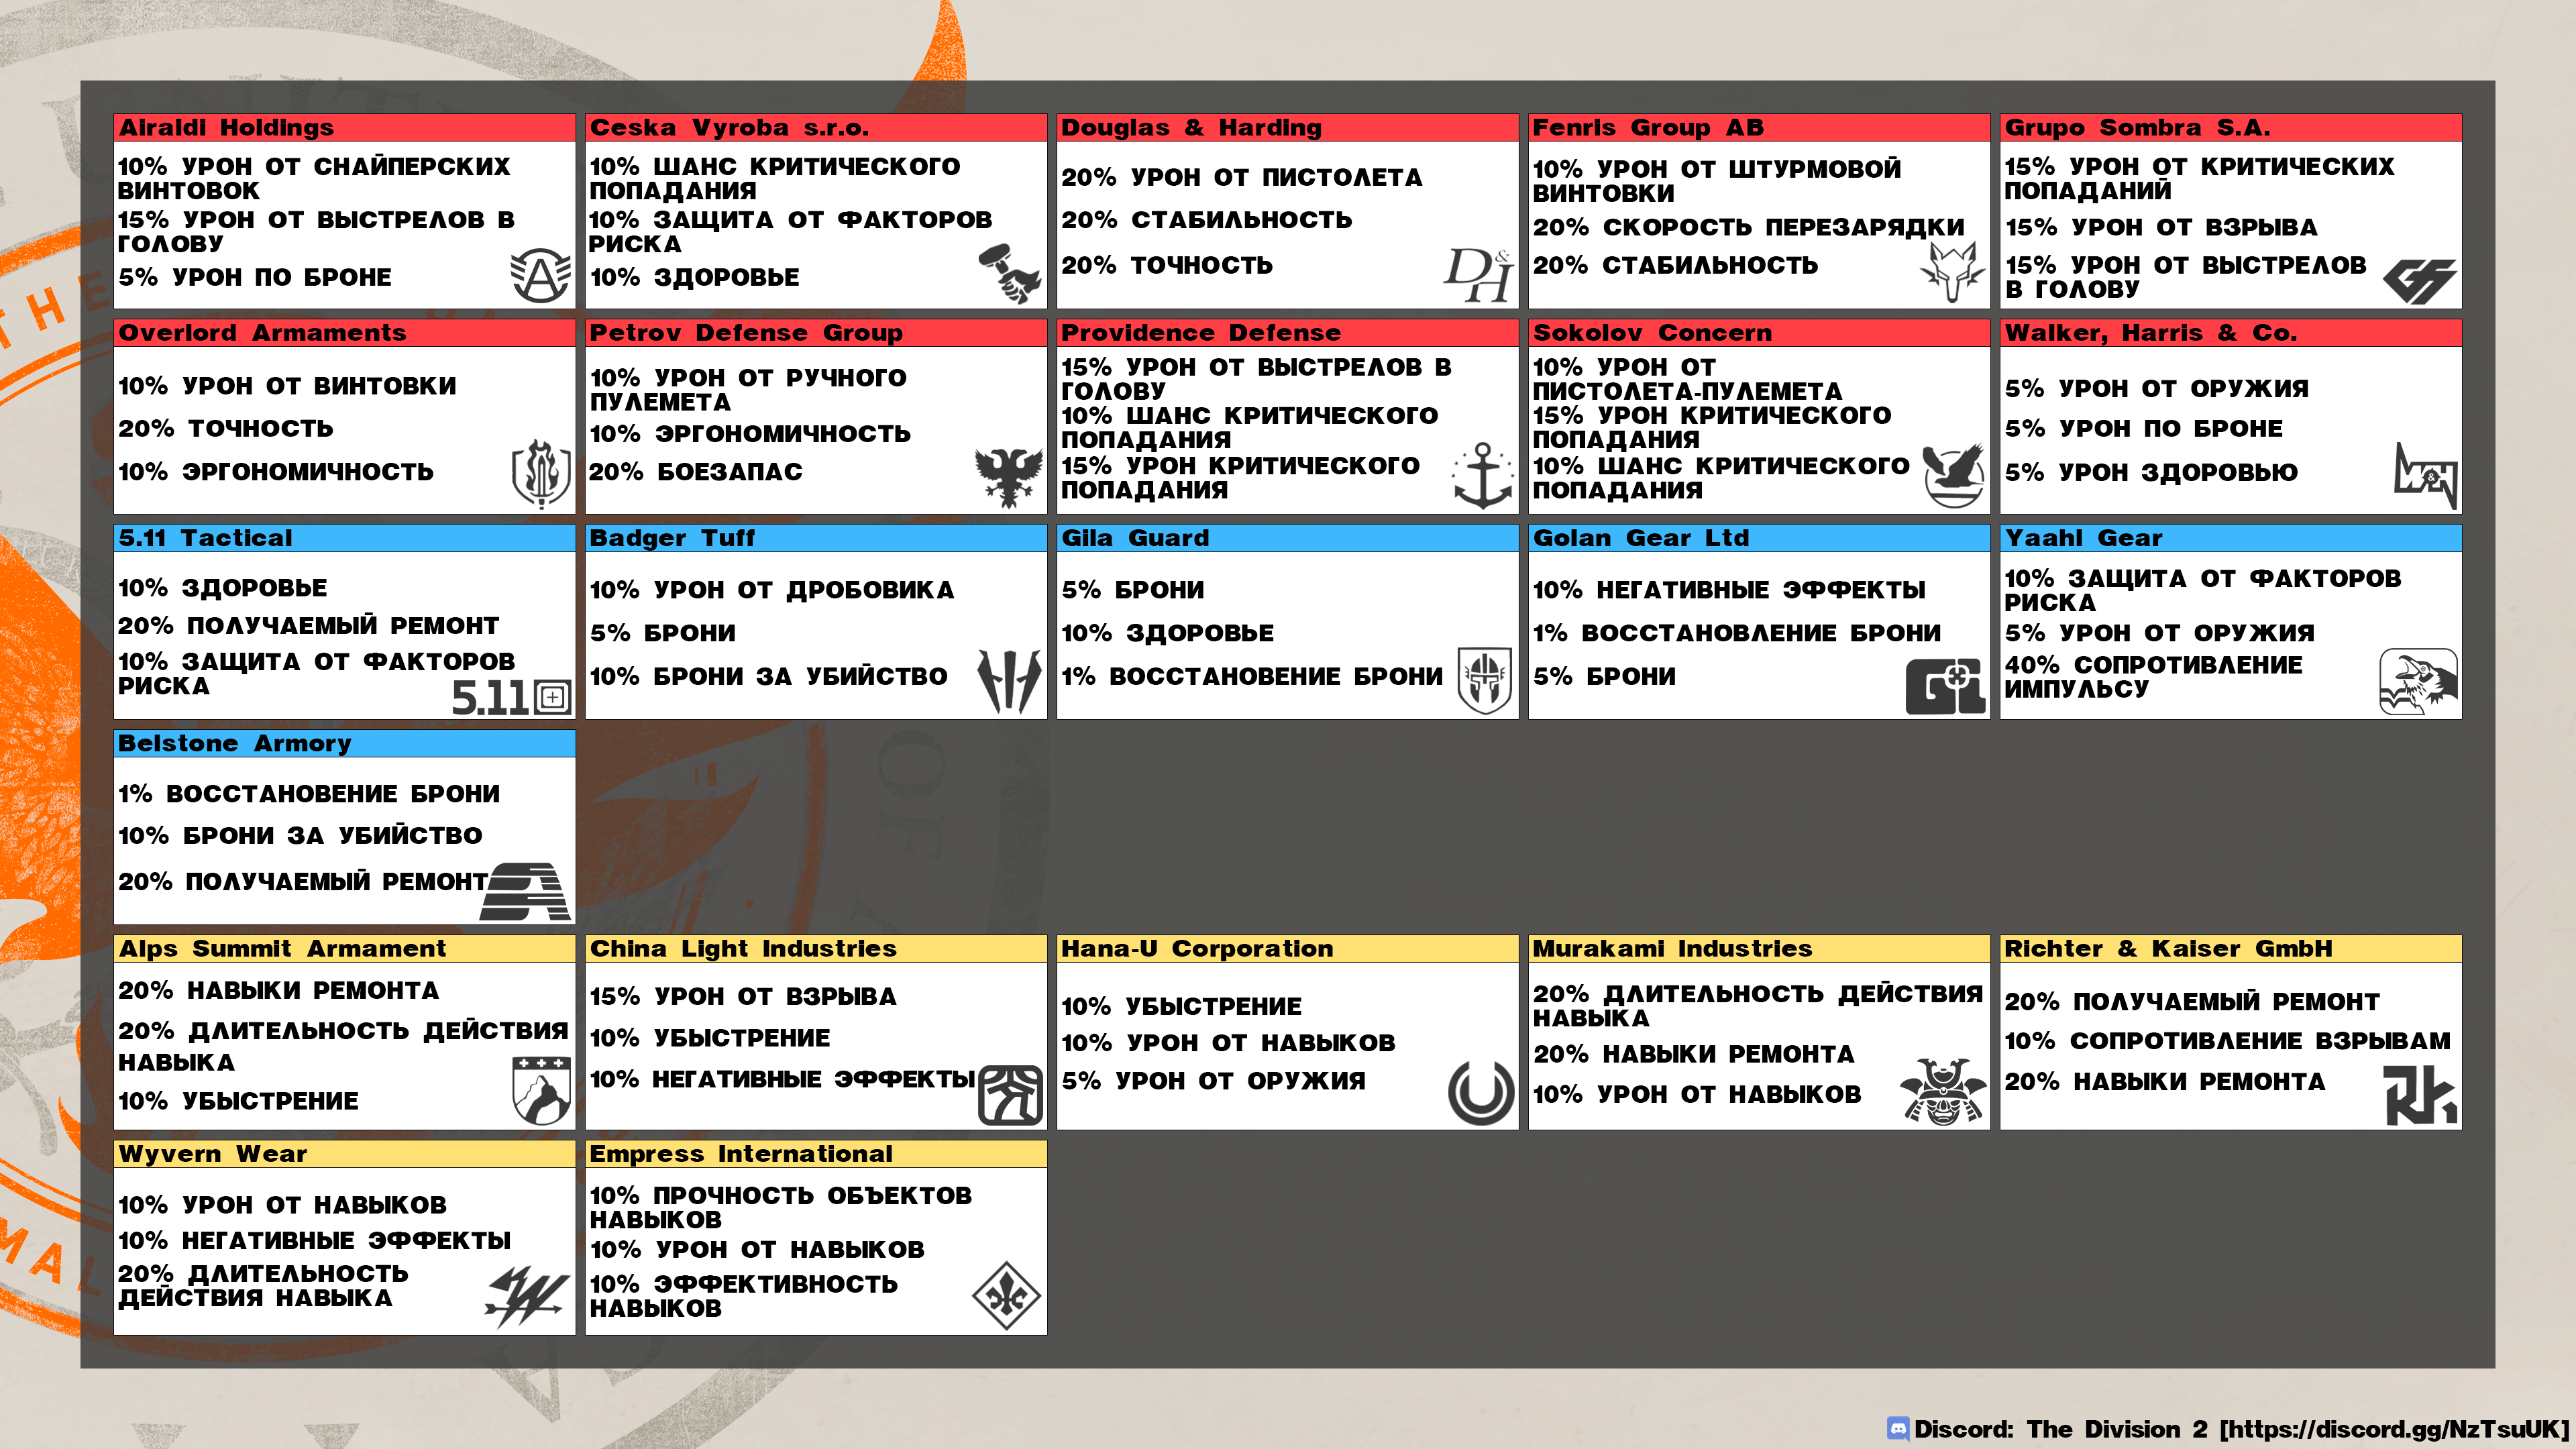 Airaldi Holdings
10% УРОН ОТ СНАЙПЕРСКИХ
ВИНТОВОК
15% УРОН ОТ ВЫСТРЕЛОВ В
ГОЛОВУ
5% УРОН ПО БРОНЕ
Ceska Vyroba s.r.o.
10% ШАНС КРИТИЧЕСКОГО
ПОПАДАНИЯ
10% ЗАЩИТА ОТ ФАКТОРОВ
РИСКА
10% ЗДОРОВЬЕ
Douglas & Harding
20% УРОН ОТ ПИСТОЛЕТА
20% СТАБИЛЬНОСТЬ
20% ТОЧНОСТЬ
D&H
Fenris Group AB
10% УРОН ОТ ШТУРМОВОЙ
ВИНТОВКИ
20% СКОРОСТЬ ПЕРЕЗАРЯДКИ
20% СТАБИЛЬНОСТЬ
Grupo Sombra S.A.
15% УРОН ОТ КРИТИЧЕСКИХ
ПОПАДАНИЙ
15% УРОН ОТ ВЗРЫВА
15% УРОН ОТ ВЫСТРЕЛОВ
В ГОЛОВУ
Overlord Armaments
10% УРОН ОТ ВИНТОВКИ
20% ТОЧНОСТЬ
10% ЭРГОНОМИЧНОСТЬ
Petrov Defense Group
10% УРОН ОТ РУЧНОГО
ПУЛЕМЕТА
10% ЭРГОНОМИЧНОСТЬ
20% БОЕЗАПАС
Providence Defense
15% УРОН ОТ ВЫСТРЕЛОВ В
ГОЛОВУ
10% ШАНС КРИТИЧЕСКОГО
ПОПАДАНИЯ
15% УРОН КРИТИЧЕСКОГО
ПОПАДАНИЯ
Sokolov Concern
10% УРОН ОТ
ПИСТОЛЕТА-ПУЛЕМЕТА
15% УРОН КРИТИЧЕСКОГО
ПОПАДАНИЯ
10% ШАНС КРИТИЧЕСКОГО
ПОПАДАНИЯ
Walker, Harris & Co.
5% УРОН ОТ ОРУЖИЯ
5% УРОН ПО БРОНЕ
5% УРОН ЗДОРОВЬЮ
W&H
5.11 Tactical
10% ЗДОРОВЬЕ
20% ПОЛУЧАЕМЫЙ РЕМОНТ
10% ЗАЩИТА ОТ ФАКТОРОВ
РИСКА
5.11
Badger Tuff
10% УРОН ОТ ДРОБОВИКА
5% БРОНИ
10% БРОНИ ЗА УБИЙСТВО
Gila Guard
5% БРОНИ
10% ЗДОРОВЬЕ
1% ВОССТАНОВЕНИЕ БРОНИ
Golan Gear Ltd
10% НЕГАТИВНЫЕ ЭФФЕКТЫ
1% ВОССТАНОВЛЕНИЕ БРОНИ
5% БРОНИ
Yaahl Gear
10% ЗАЩИТА ОТ ФАКТОРОВ
РИСКА
5% УРОН ОТ ОРУЖИЯ
40% СОПРОТИВЛЕНИЕ
ИМПУЛЬСУ
Belstone Armory
1% ВОССТАНОВЕНИЕ БРОНИ
10% БРОНИ ЗА УБИЙСТВО
20% ПОЛУЧАЕМЫЙ РЕМОНТ
Alps Summit Armament
20% НАВЫКИ РЕМОНТА
20% ДЛИТЕЛЬНОСТЬ ДЕЙСТВИЯ
НАВЫКА
10% УБЫСТРЕНИЕ
China Light Industries
15% УРОН ОТ ВЗРЫВА
10% УБЫСТРЕНИЕ
10% НЕГАТИВНЫЕ ЭФФЕКТЫ
Hana-U Corporation
10% УБЫСТРЕНИЕ
10% УРОН ОТ НАВЫКОВ
5% УРОН ОТ ОРУЖИЯ
Murakami Industries
20% ДЛИТЕЛЬНОСТЬ ДЕЙСТВИЯ
НАВЫКА
20% НАВЫКИ РЕМОНТА
10% УРОН ОТ НАВЫКОВ
Richter & Kaiser GmbH
20% ПОЛУЧАЕМЫЙ РЕМОНТ
10% СОПРОТИВЛЕНИЕ ВЗРЫВАМ
20% НАВЫКИ РЕМОНТА
Wyvern Wear
10% УРОН ОТ НАВЫКОВ
10% НЕГАТИВНЫЕ ЭФФЕКТЫ
20% ДЛИТЕЛЬНОСТЬ
ДЕЙСТВИЯ НАВЫКА
Empress International
10% ПРОЧНОСТЬ ОБЪЕКТОВ
НАВЫКОВ
10% УРОН ОТ НАВЫКОВ
10% ЭФФЕКТИВНОСТЬ
НАВЫКОВ
THE
OF
Discord: The Division 2 [https://discord.gg/NzTsuUK]